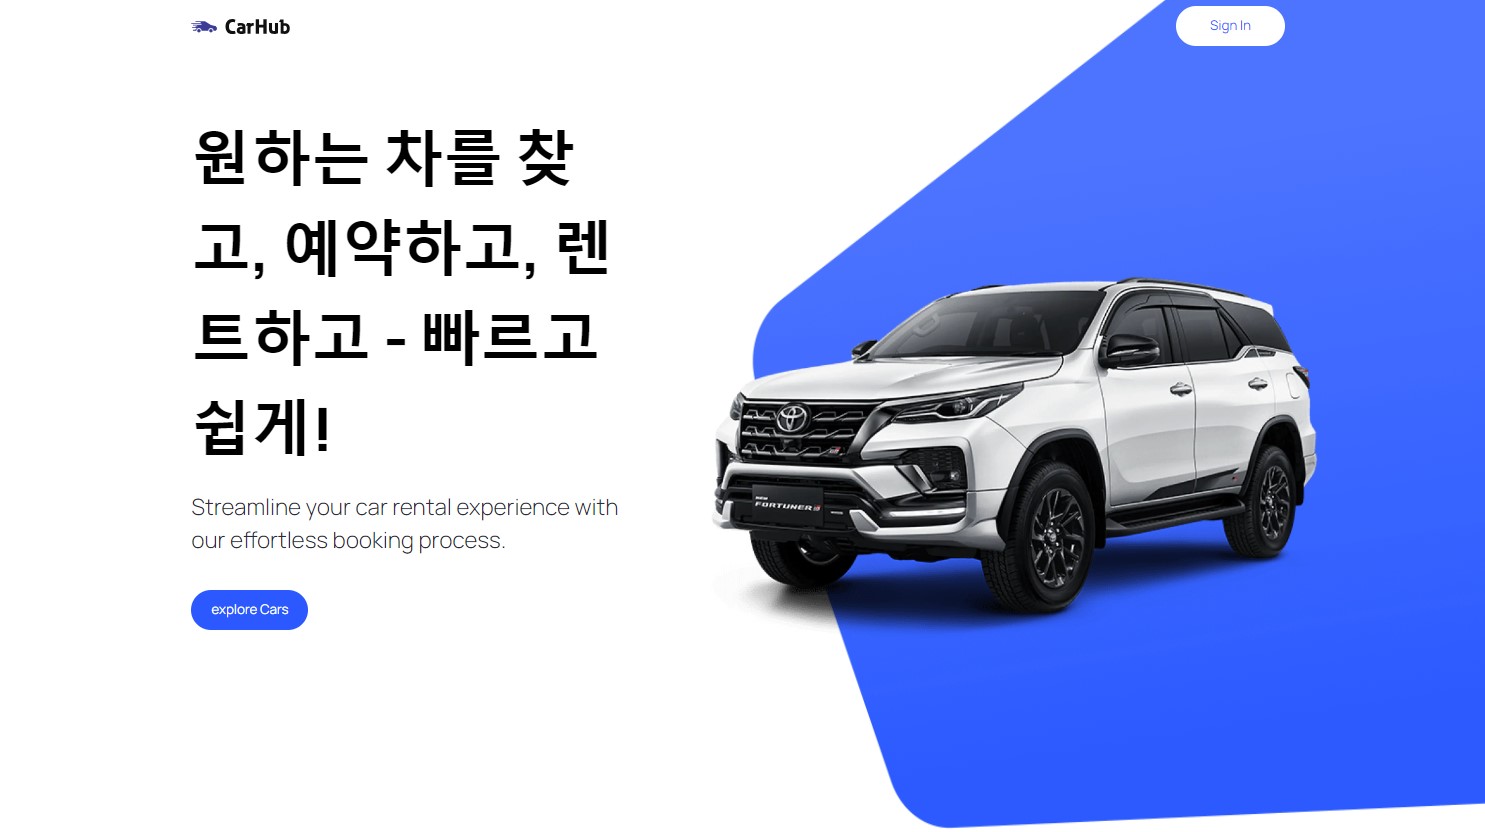 CarHub
Sign In
원하는 차를 찾
고, 예약하고, 렌
트하고 - 빠르고
쉽게!
Streamline your car rental experience with
our effortless booking process.
explore Cars
NEW
FORTUNER